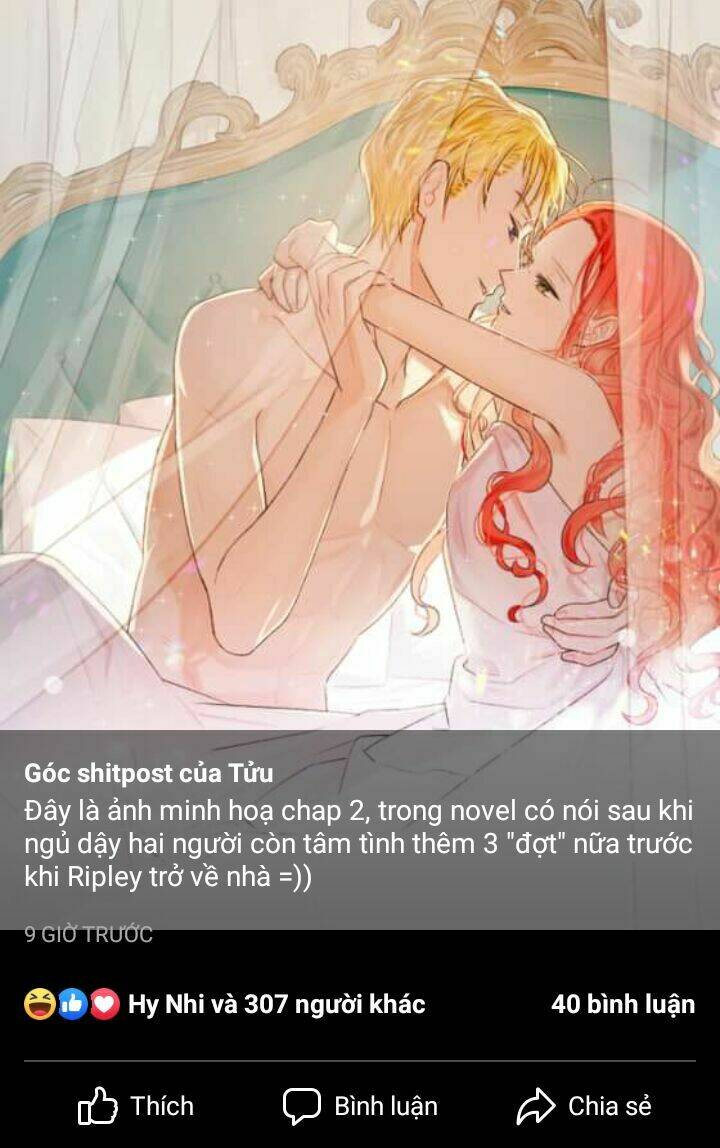 Góc shitpost của Tửu
Đây là ảnh minh hoạ chap 2, trong novel có nói sau khi
ngủ dậy hai người còn tâm tình thêm 3 "đợt" nữa trước
khi Ripley trở về nhà =))
9 GIỜ TRƯỚC
Hy Nhi và 307 người khác
40 bình luận
Thích
Bình luận
Chia sẻ